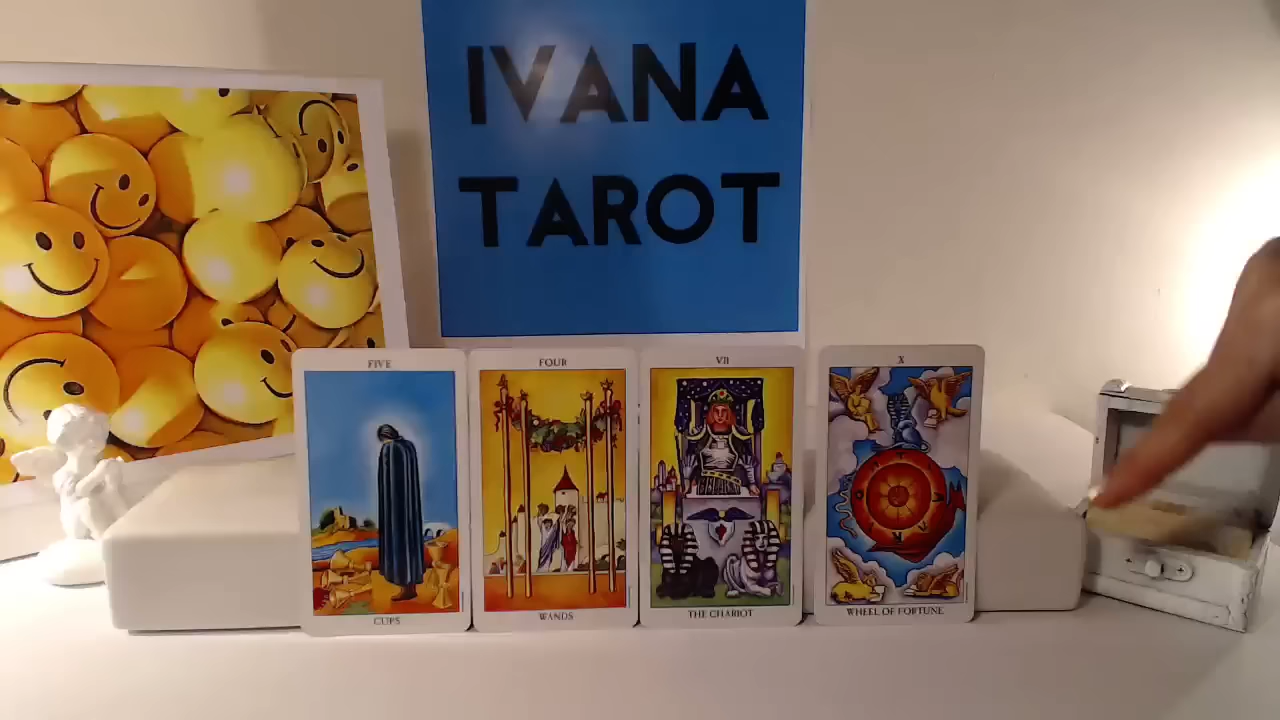 IVANA
TAROT
FIVE
CUPS
FOUR
WANDS
VII
THE CHARIOT
X
WHEEL OF FORTUNE